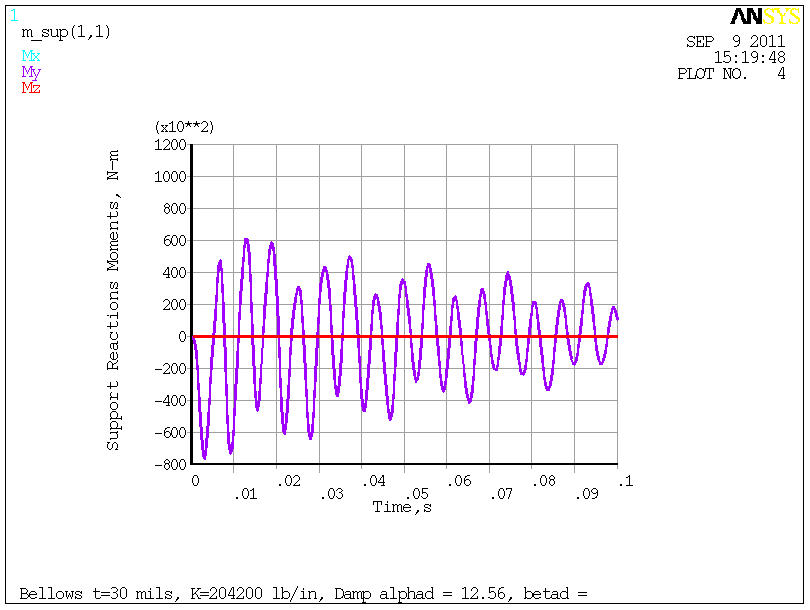 1
ANSYS
m_sup(1,1)
SEP 9 2011
15:19:48
PLOT NO. 4
Mx
My
Mz
(x10**2)
1200
1000
800
600
400
200
0
-200
-400
-600
-800
Support Reactions Moments, N-m
0 .02 .04 .06 .08 .1
.01 .03 .05 .07 .09
Time,s
Bellows t=30 mils, K=204200 lb/in, Damp alphad = 12.56, betad =